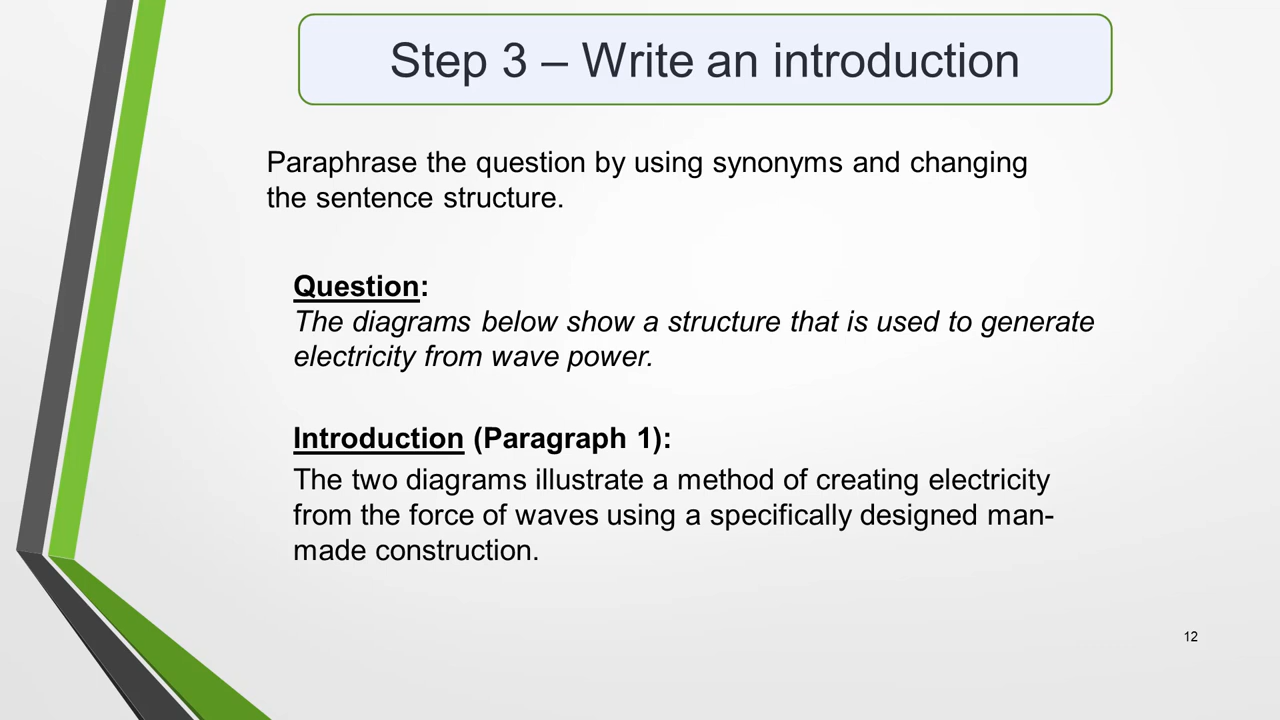 Step 3 – Write an introduction
Paraphrase the question by using synonyms and changing
the sentence structure.
Question:
The diagrams below show a structure that is used to generate
electricity from wave power.
Introduction (Paragraph 1):
The two diagrams illustrate a method of creating electricity
from the force of waves using a specifically designed man-
made construction.
12